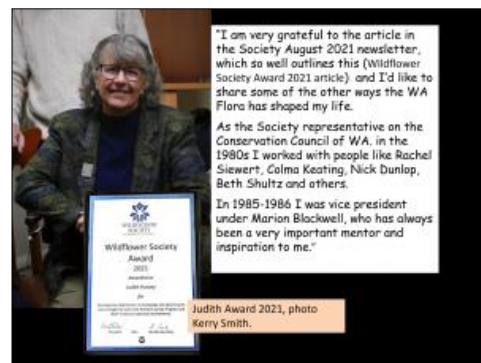 "I am very grateful to the article in
the Society August 2021 newsletter,
which so well outlines this (Wildflower
Society Award 2021 article) and I'd like to
share some of the other ways the WA
Flora has shaped my life.
As the Society representative on the
Conservation Council of WA. in the
1980s I worked with people like Rachel
Siewert, Colma Keating, Nick Dunlop,
Beth Shultz and others.
In 1985-1986 I was vice president
under Marion Blackwell, who has always
been a very important mentor and
inspiration to me."
WILDFLOWER
SOCIETY
Wildflower Society
Award
2021
Judith Award 2021, photo
Kerry Smith.